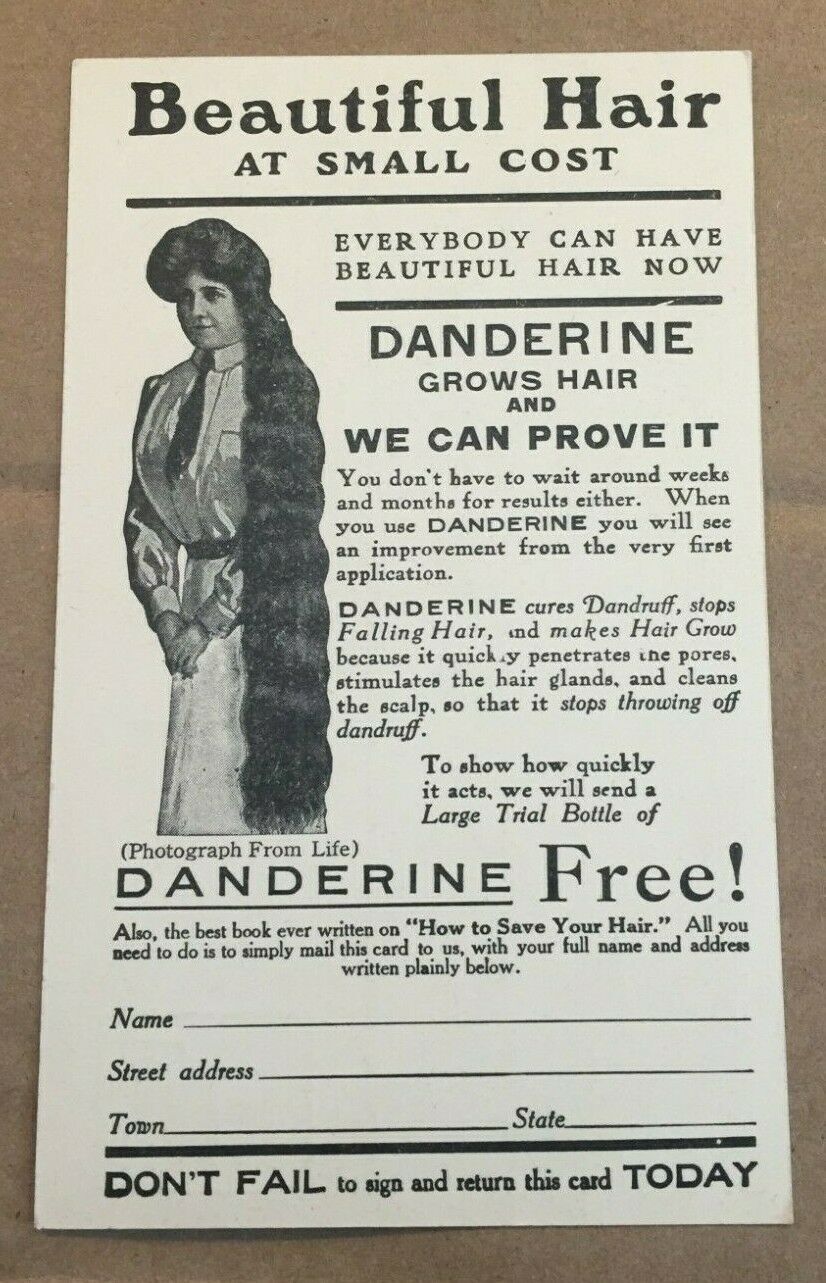 Beautiful Hair
AT SMALL COST
EVERYBODY CAN HAVE
BEAUTIFUL HAIR NOW
DANDERINE
GROWS HAIR
AND
WE CAN PROVE IT
You don't have to wait around weeks
and months for results either. When
you use DANDERINE you will see
an improvement from the very first
application.
DANDERINE cures Dandruff, stops
Falling Hair, and makes Hair Grow
because it quickly penetrates the pores,
stimulates the hair glands, and cleans
the scalp, so that it stops throwing off
dandruff.
To show how quickly
it acts, we will send a
Large Trial Bottle of
(Photograph From Life)
DANDERINE Free!
Also, the best book ever written on "How to Save Your Hair." All you
need to do is to simply mail this card to us, with your full name and address
written plainly below.
Name
Street address
Town State
DON'T FAIL to sign and return this card TODAY